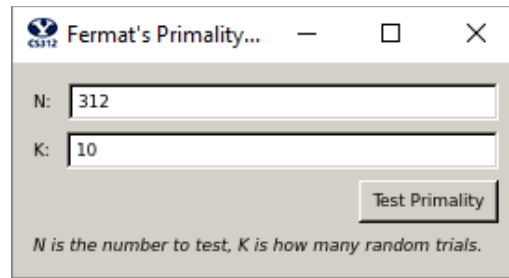 CS312 Fermat's Primality...
N: 312
K: 10
Test Primality
N is the number to test, K is how many random trials.